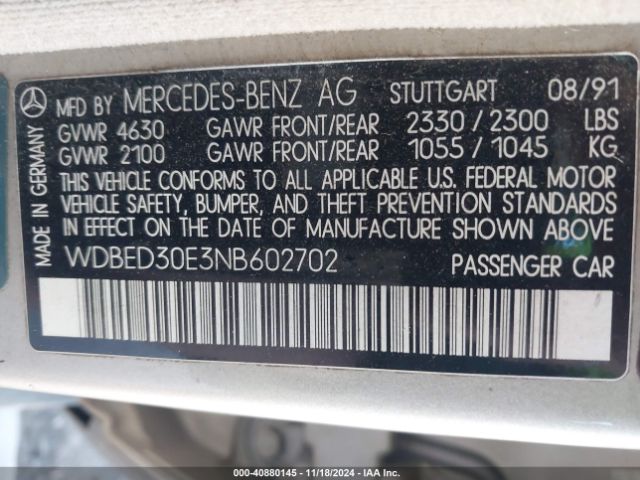 MFD BY MERCEDES-BENZ AG STUTTGART 08/91
GVWR 4630 GAWR FRONT/REAR 2330 / 2300 LBS
GVWR 2100 GAWR FRONT/REAR 1055 / 1045 KG
THIS VEHICLE CONFORMS TO ALL APPLICABLE U.S. FEDERAL MOTOR
VEHICLE SAFETY, BUMPER, AND THEFT PREVENTION STANDARDS
IN EFFECT ON THE DATE OF MANUFACTURE SHOWN ABOVE.
WDBED30E3NB602702 PASSENGER CAR
MADE IN GERMANY
000-40880145 - 11/18/2024 - IAA Inc.